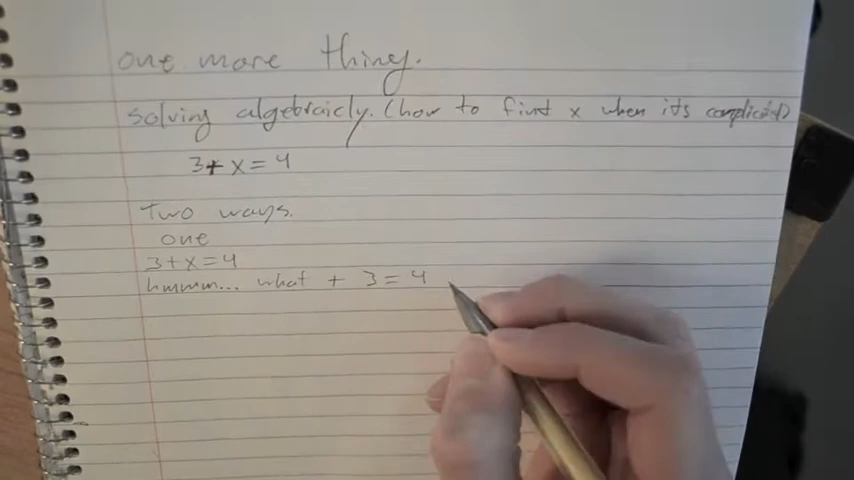 one more thing.
solving algebraicly. (how to find x when its complicated)
3+x=4
Two ways.
one
3+x=4
hmmm... what + 3 = 4